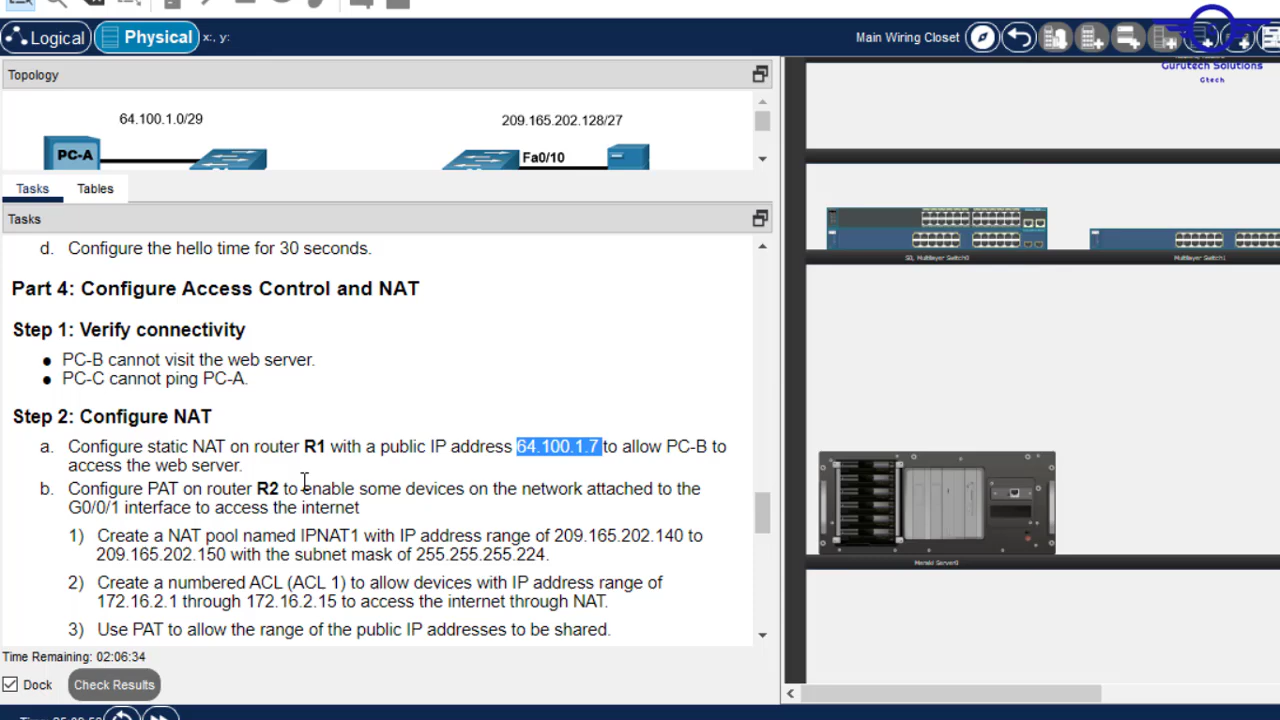 Logical
Physical
x:, y:
Main Wiring Closet
Gurutech Solutions
Gtech
Topology
64.100.1.0/29
209.165.202.128/27
PC-A
Fa0/10
Tasks
Tables
Tasks
d. Configure the hello time for 30 seconds.
Part 4: Configure Access Control and NAT
Step 1: Verify connectivity
● PC-B cannot visit the web server.
● PC-C cannot ping PC-A.
Step 2: Configure NAT
a. Configure static NAT on router R1 with a public IP address 64.100.1.7 to allow PC-B to
access the web server.
b. Configure PAT on router R2 to enable some devices on the network attached to the
G0/0/1 interface to access the internet
1) Create a NAT pool named IPNAT1 with IP address range of 209.165.202.140 to
209.165.202.150 with the subnet mask of 255.255.255.224.
2) Create a numbered ACL (ACL 1) to allow devices with IP address range of
172.16.2.1 through 172.16.2.15 to access the internet through NAT.
3) Use PAT to allow the range of the public IP addresses to be shared.
Time Remaining: 02:06:34
Dock
Check Results
Multilayer Switch0
Multilayer Switch1